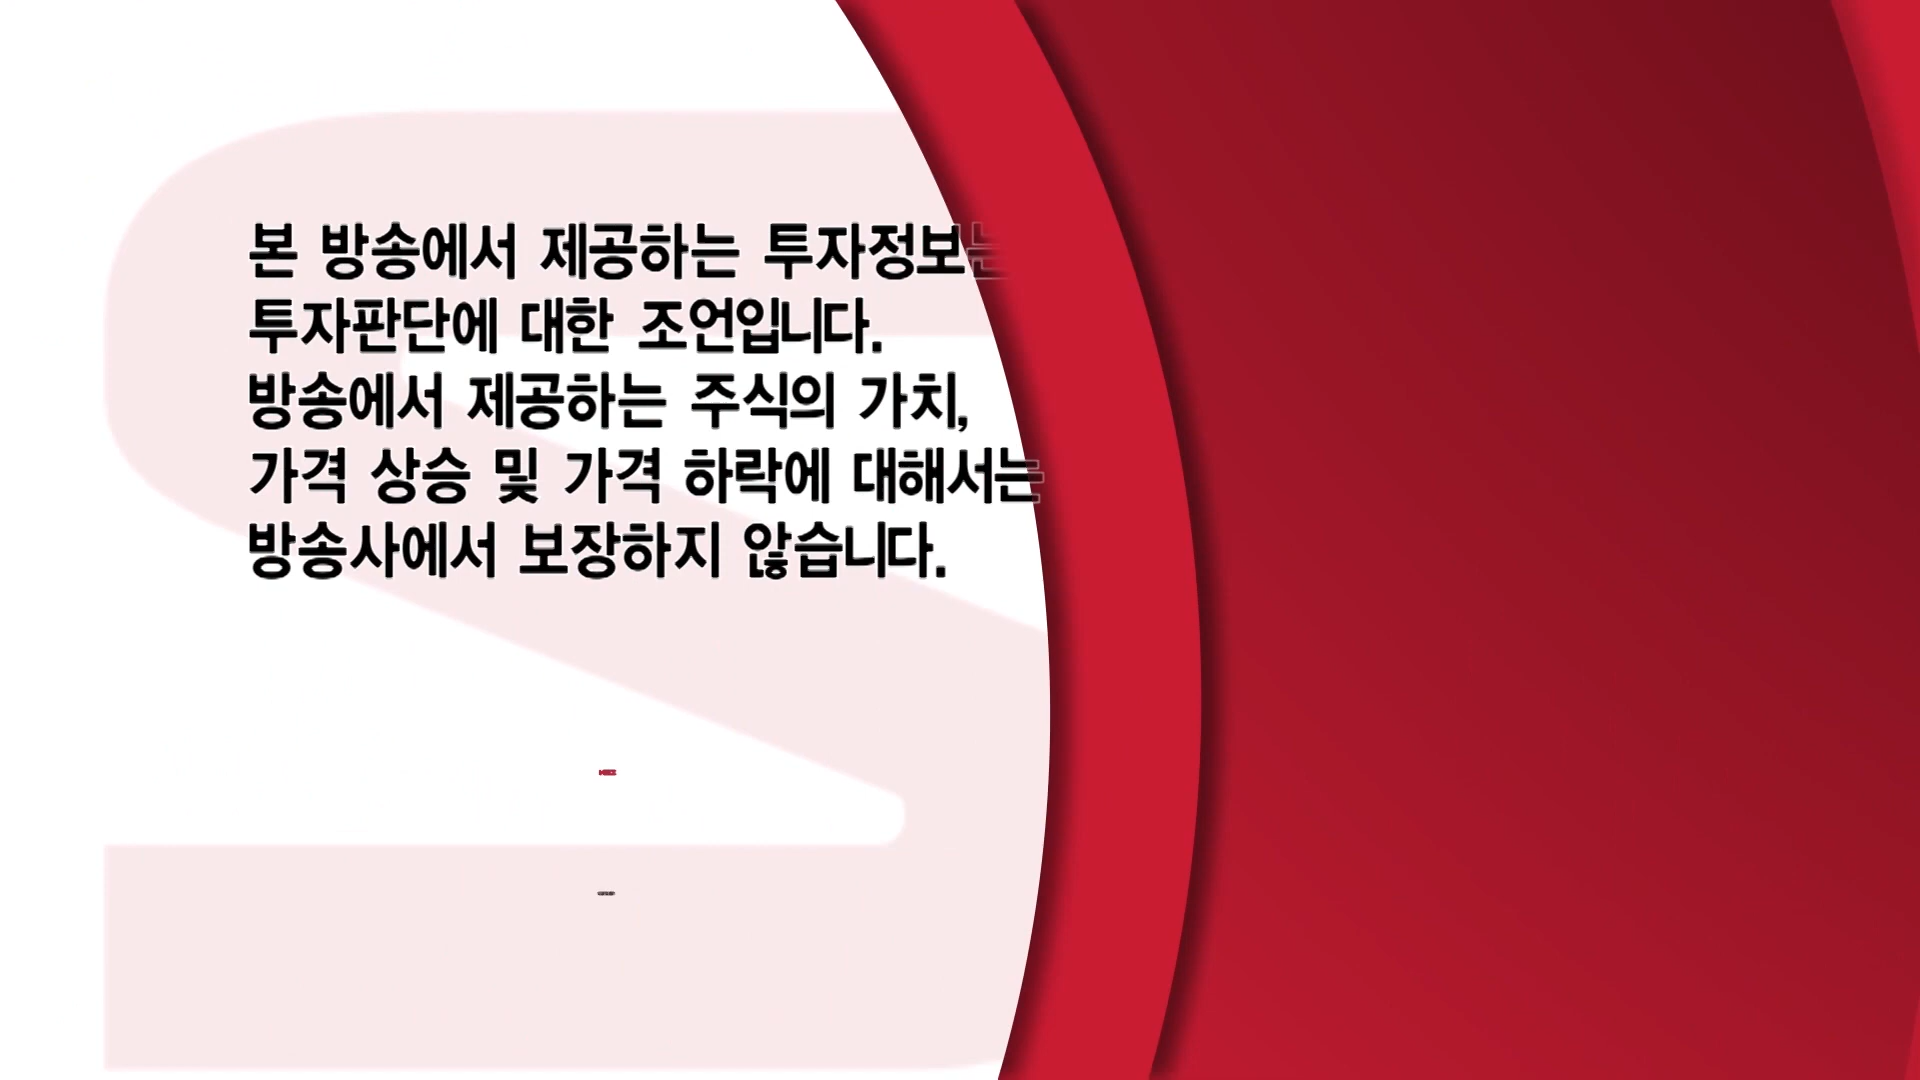 본 방송에서 제공하는 투자정보는
투자판단에 대한 조언입니다.
방송에서 제공하는 주식의 가치,
가격 상승 및 가격 하락에 대해서는
방송사에서 보장하지 않습니다.